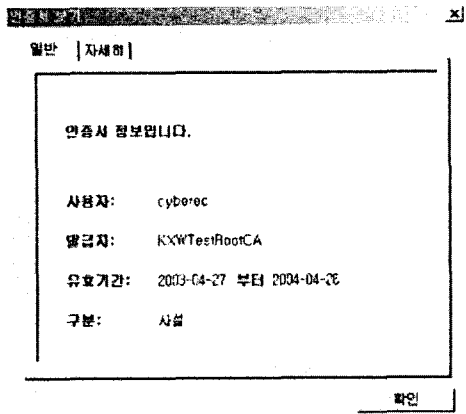 인증서 보기
일반 자세히
인증서 정보입니다.
사용자: cyberec
발급자: KXWTestRootCA
유효기간: 2003-04-27 부터 2004-04-26
구분: 사설
확인